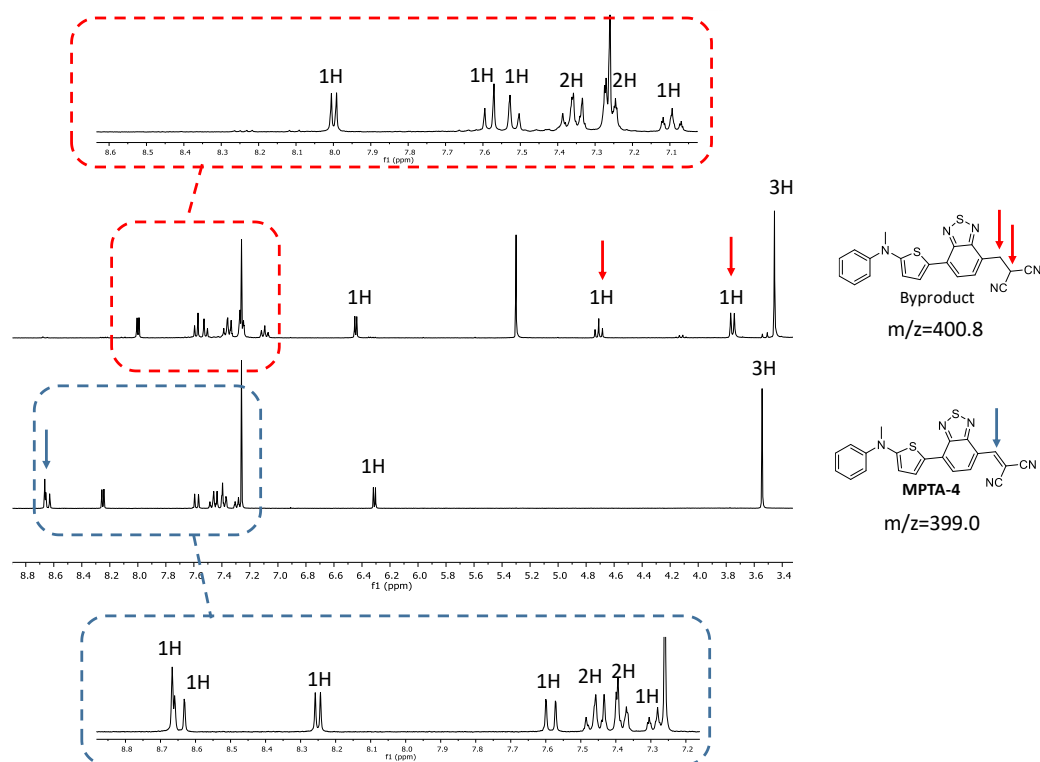 1H
1H
1H
2H
2H
1H
8.6 8.5 8.4 8.3 8.2 8.1 8.0 7.9 7.8 7.7 7.6 7.5 7.4 7.3 7.2 7.1
f1 (ppm)
3H
1H
1H
1H
S
N
N
N
S
CN
NC
Byproduct
m/z=400.8
3H
1H
S
N
N
N
S
CN
NC
MPTA-4
m/z=399.0
8.8 8.6 8.4 8.2 8.0 7.8 7.6 7.4 7.2 7.0 6.8 6.6 6.4 6.2 6.0 5.8 5.6 5.4 5.2 5.0 4.8 4.6 4.4 4.2 4.0 3.8 3.6 3.4
f1 (ppm)
1H
1H
1H
1H
2H
2H
1H
8.8 8.7 8.6 8.5 8.4 8.3 8.2 8.1 8.0 7.9 7.8 7.7 7.6 7.5 7.4 7.3 7.2
f1 (ppm)